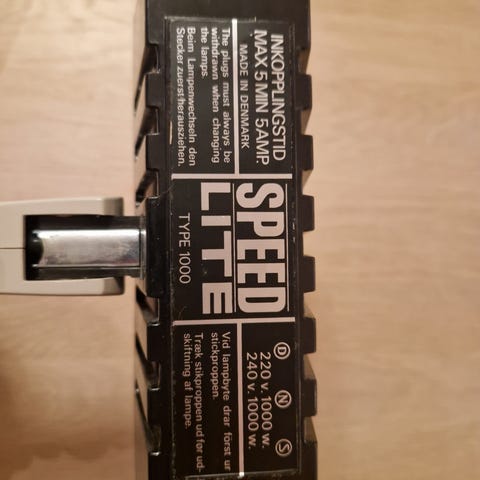 INKOPPLINGSTID
MAX 5 MIN 5 AMP.
MADE IN DENMARK
The plugs must always be
withdrawn when changing
the lamps.
Beim Lampenwechseln den
Stecker zuerst herausziehen.
SPEED
LITE
TYPE 1000
D N S
220 v. 1000 w.
240 v. 1000 w.
Vid lampbyte drar först ur
stickproppen.
Træk stikproppen ud før ud-
skiftning af lampe.